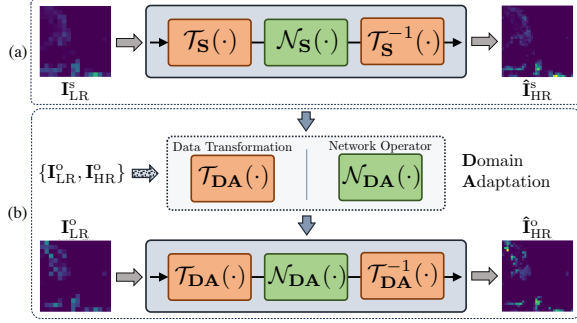 (a)
𝒯_S(·) 𝒩_S(·) 𝒯_S^{-1}(·)
I^s_LR
Î^s_HR
Data Transformation
Network Operator
{I^o_LR, I^o_HR}
𝒯_DA(·)
𝒩_DA(·)
Domain
Adaptation
(b)
I^o_LR
Î^o_HR
𝒯_DA(·) 𝒩_DA(·) 𝒯_DA^{-1}(·)